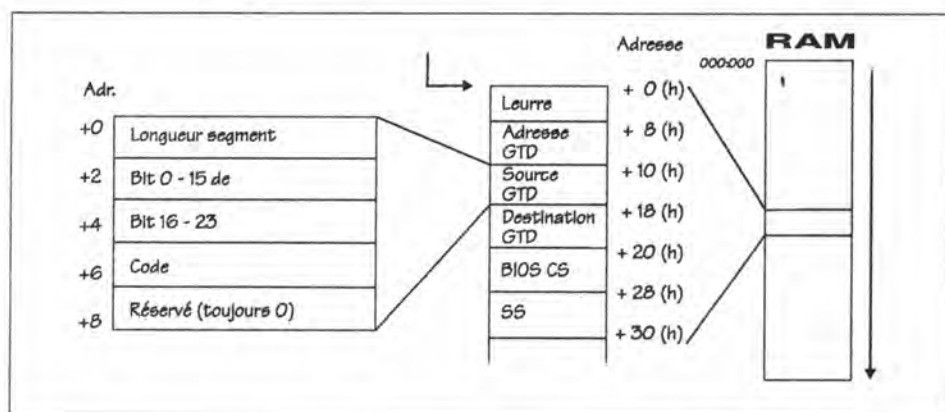 Adr.
+0
Longueur segment
+2
Bit 0 - 15 de
+4
Bit 16 - 23
+6
Code
+8
Réservé (toujours 0)
Leurre
Adresse
GTD
Source
GTD
Destination
GTD
BIOS CS
SS
Adresse
+ 0 (h)
+ 8 (h)
+ 10 (h)
+ 18 (h)
+ 20 (h)
+ 28 (h)
+ 30 (h)
RAM
000:000